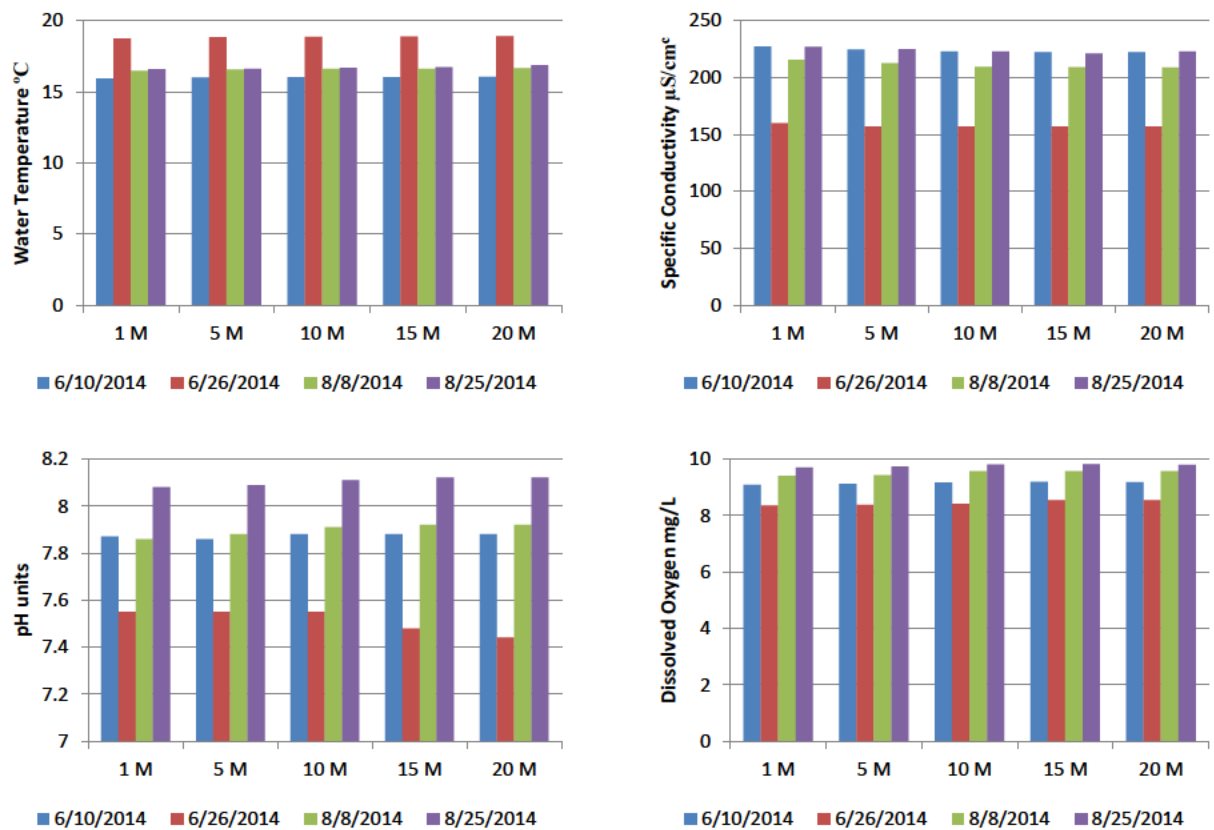 Water Temperature °C
20
15
10
5
0
1 M 5 M 10 M 15 M 20 M
6/10/2014 6/26/2014 8/8/2014 8/25/2014
Specific Conductivity µS/cmᶜ
250
200
150
100
50
0
1 M 5 M 10 M 15 M 20 M
6/10/2014 6/26/2014 8/8/2014 8/25/2014
pH units
8.2
8
7.8
7.6
7.4
7.2
7
1 M 5 M 10 M 15 M 20 M
6/10/2014 6/26/2014 8/8/2014 8/25/2014
Dissolved Oxygen mg/L
10
8
6
4
2
0
1 M 5 M 10 M 15 M 20 M
6/10/2014 6/26/2014 8/8/2014 8/25/2014